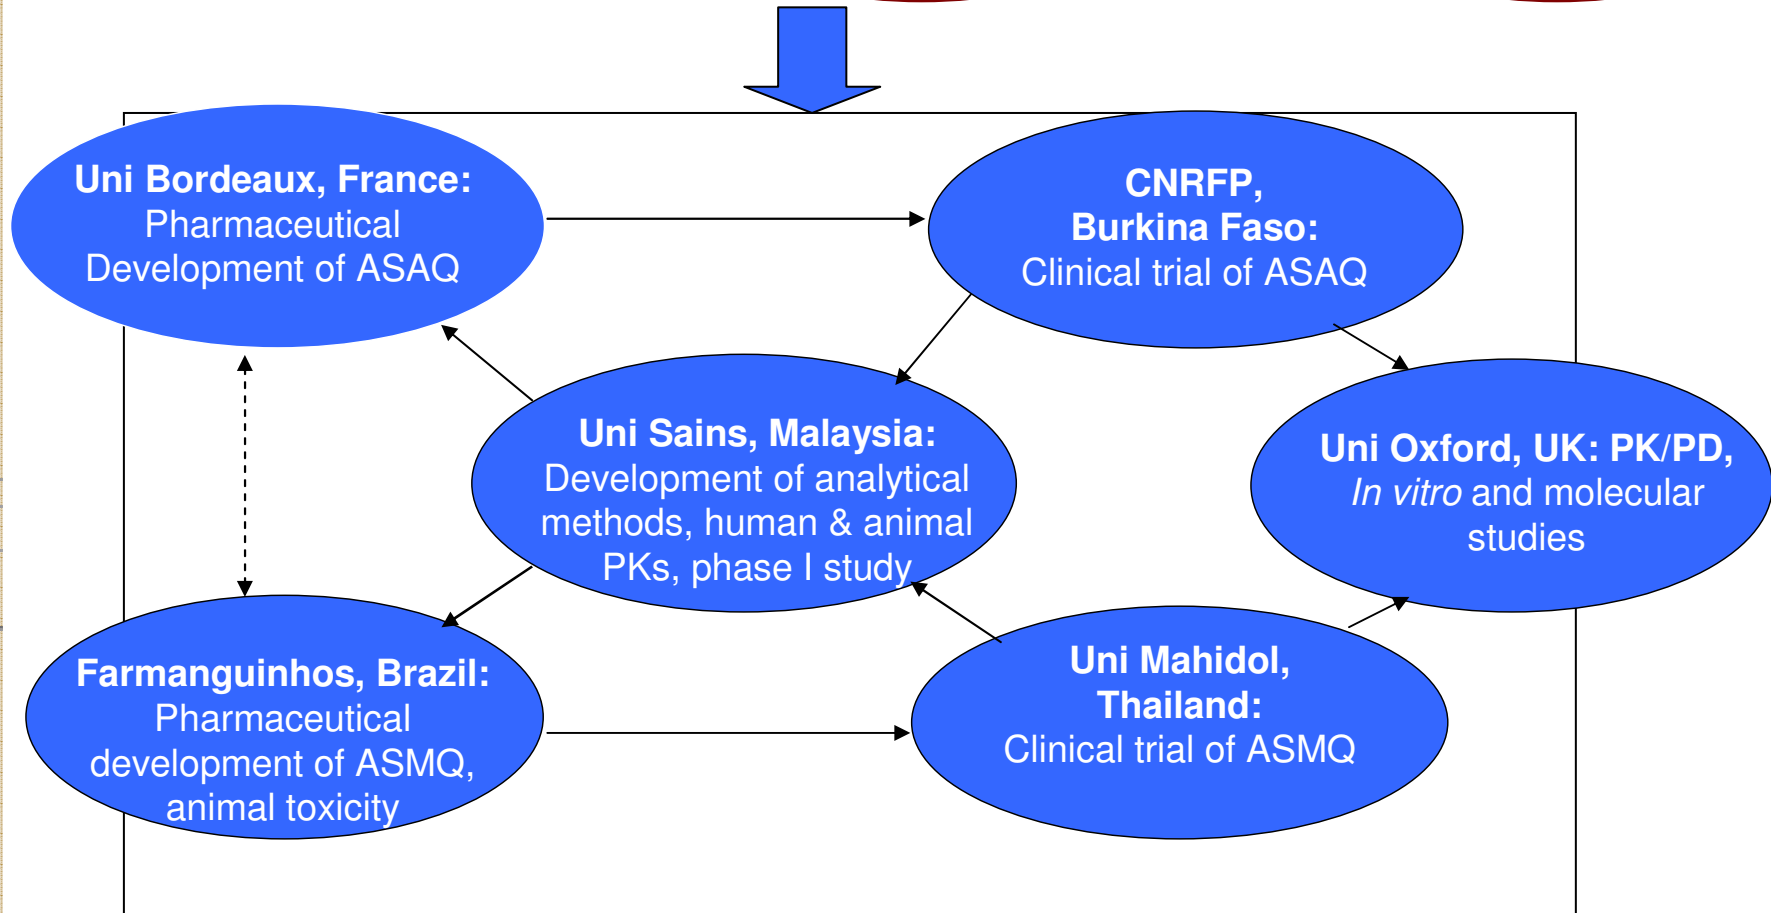 Uni Bordeaux, France:
Pharmaceutical
Development of ASAQ
CNRFP,
Burkina Faso:
Clinical trial of ASAQ
Uni Sains, Malaysia:
Development of analytical
methods, human & animal
PKs, phase I study
Uni Oxford, UK: PK/PD,
In vitro and molecular
studies
Farmanguinhos, Brazil:
Pharmaceutical
development of ASMQ,
animal toxicity
Uni Mahidol,
Thailand:
Clinical trial of ASMQ